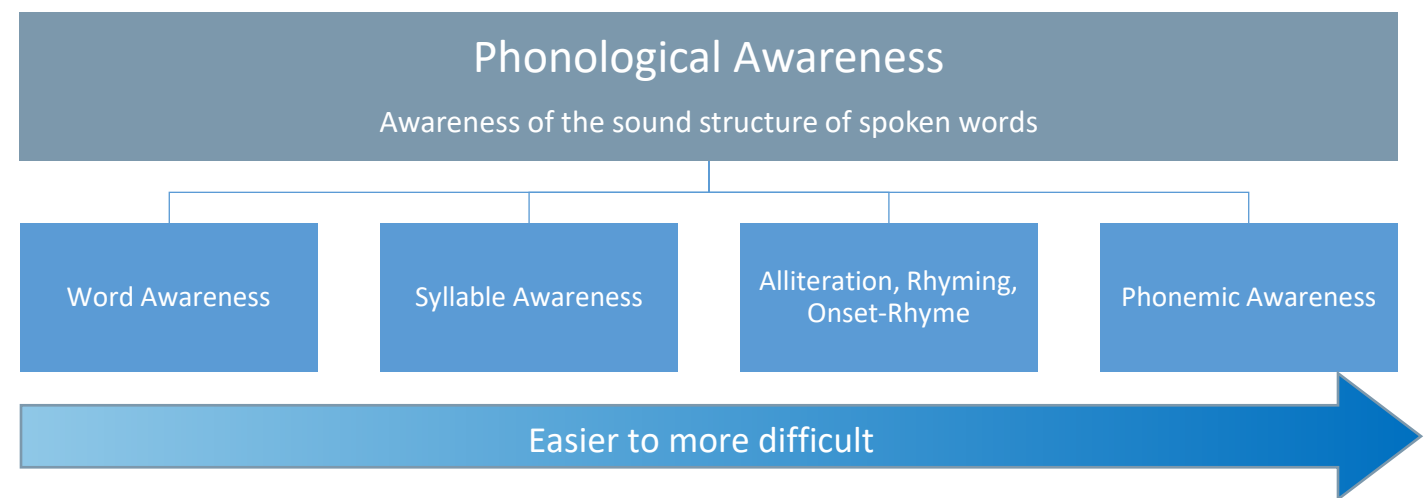 Phonological Awareness
Awareness of the sound structure of spoken words
Word Awareness
Syllable Awareness
Alliteration, Rhyming,
Onset-Rhyme
Phonemic Awareness
Easier to more difficult